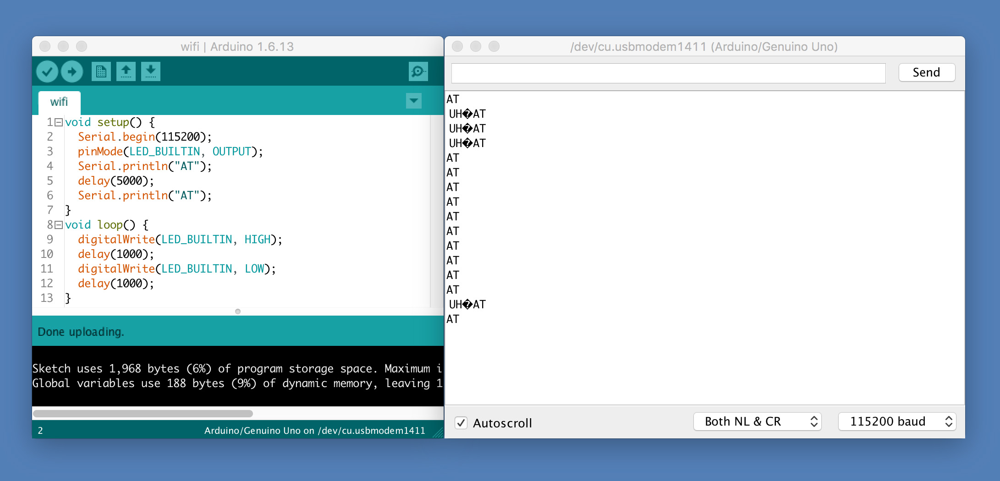 wifi | Arduino 1.6.13
wifi
1 void setup() {
2 Serial.begin(115200);
3 pinMode(LED_BUILTIN, OUTPUT);
4 Serial.println("AT");
5 delay(5000);
6 Serial.println("AT");
7 }
8 void loop() {
9 digitalWrite(LED_BUILTIN, HIGH);
10 delay(1000);
11 digitalWrite(LED_BUILTIN, LOW);
12 delay(1000);
13 }
Done uploading.
Sketch uses 1,968 bytes (6%) of program storage space. Maximum i
Global variables use 188 bytes (9%) of dynamic memory, leaving 1
2 Arduino/Genuino Uno on /dev/cu.usbmodem1411
/dev/cu.usbmodem1411 (Arduino/Genuino Uno)
Send
AT
UH�AT
UH�AT
UH�AT
AT
AT
AT
AT
AT
AT
AT
AT
AT
AT
UH�AT
AT
Autoscroll Both NL & CR 115200 baud